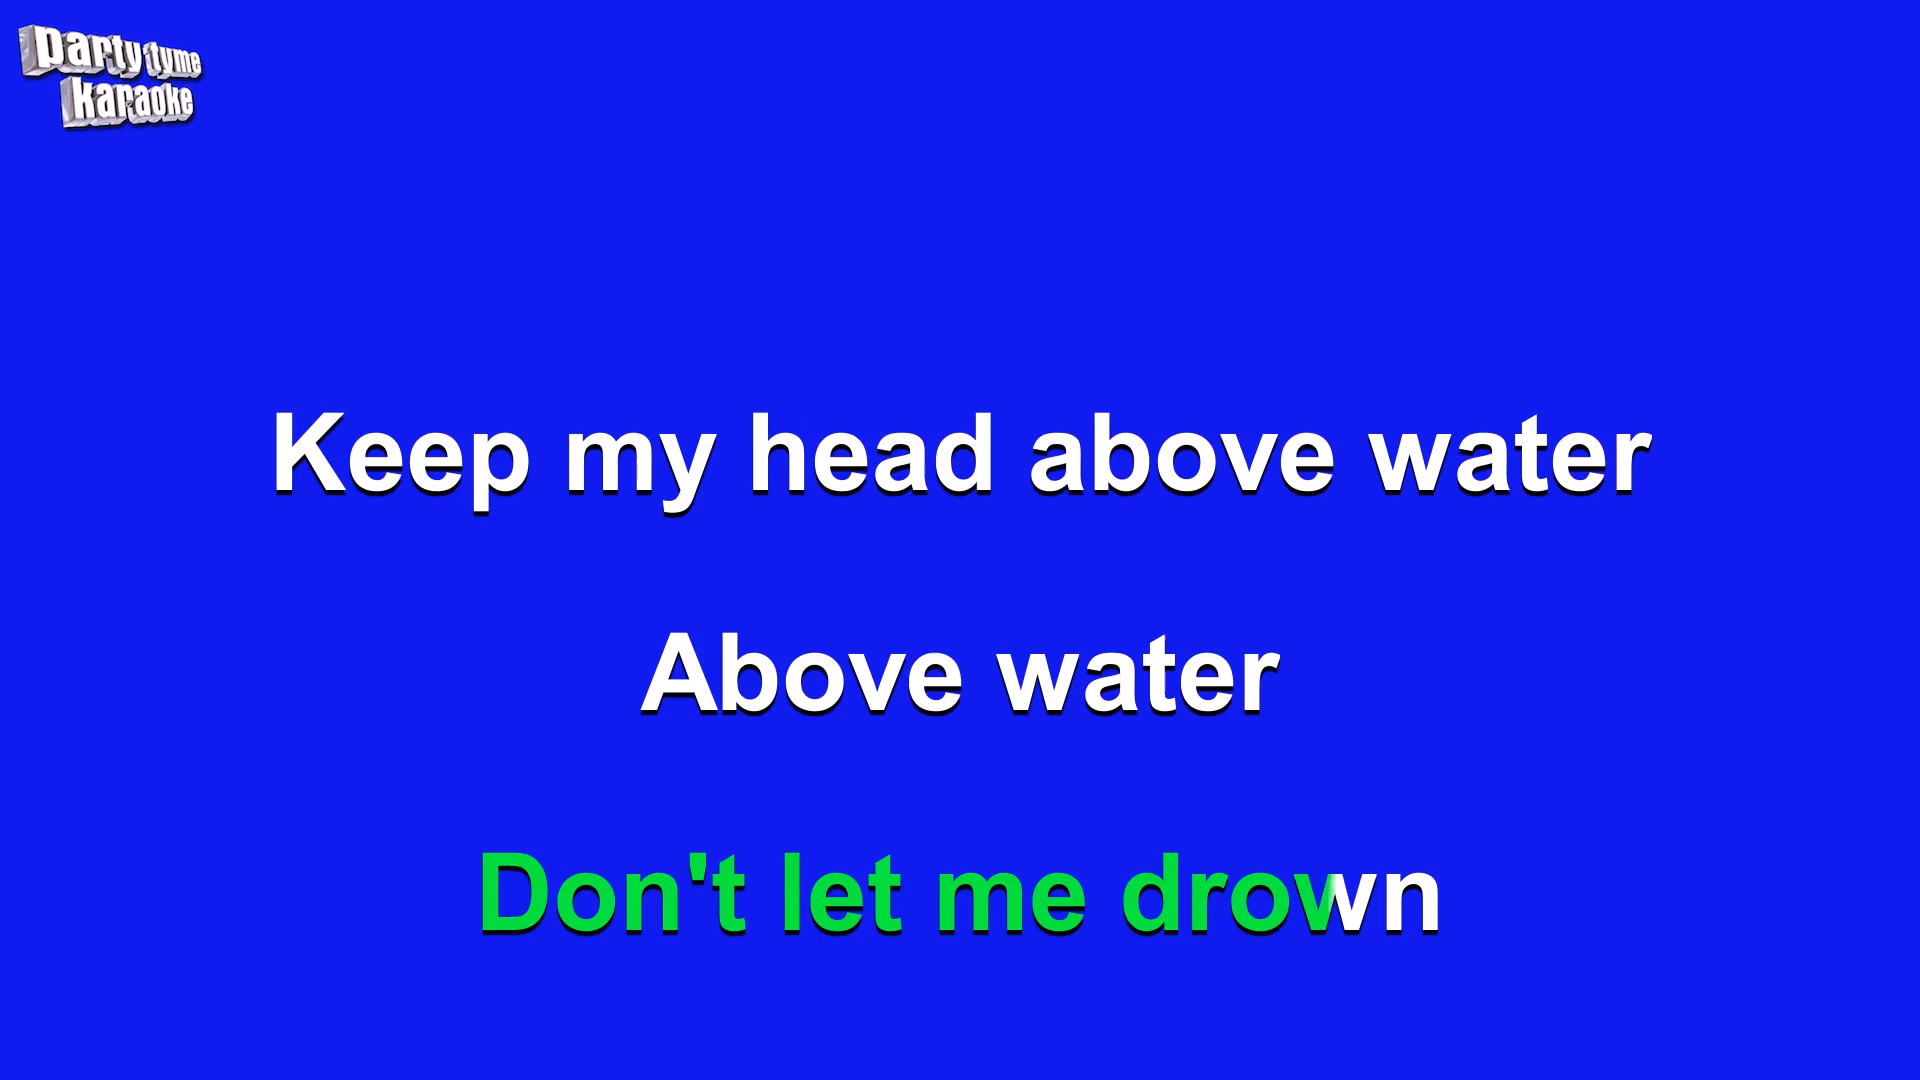 party tyme
karaoke
Keep my head above water
Above water
Don't let me drown